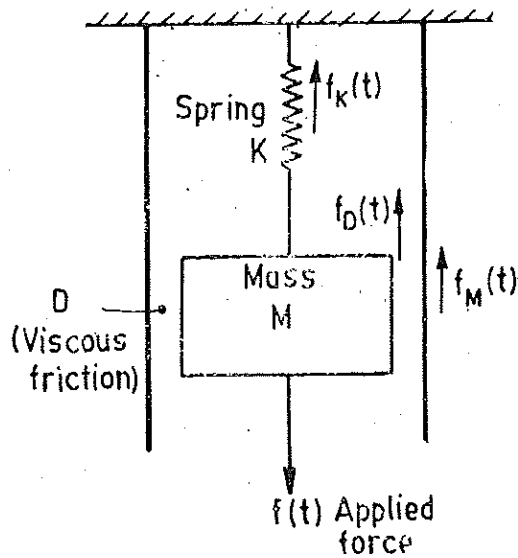 f_K(t)
Spring
K
f_D(t)
f_M(t)
Mass
M
D
(Viscous
friction)
f(t) Applied
force